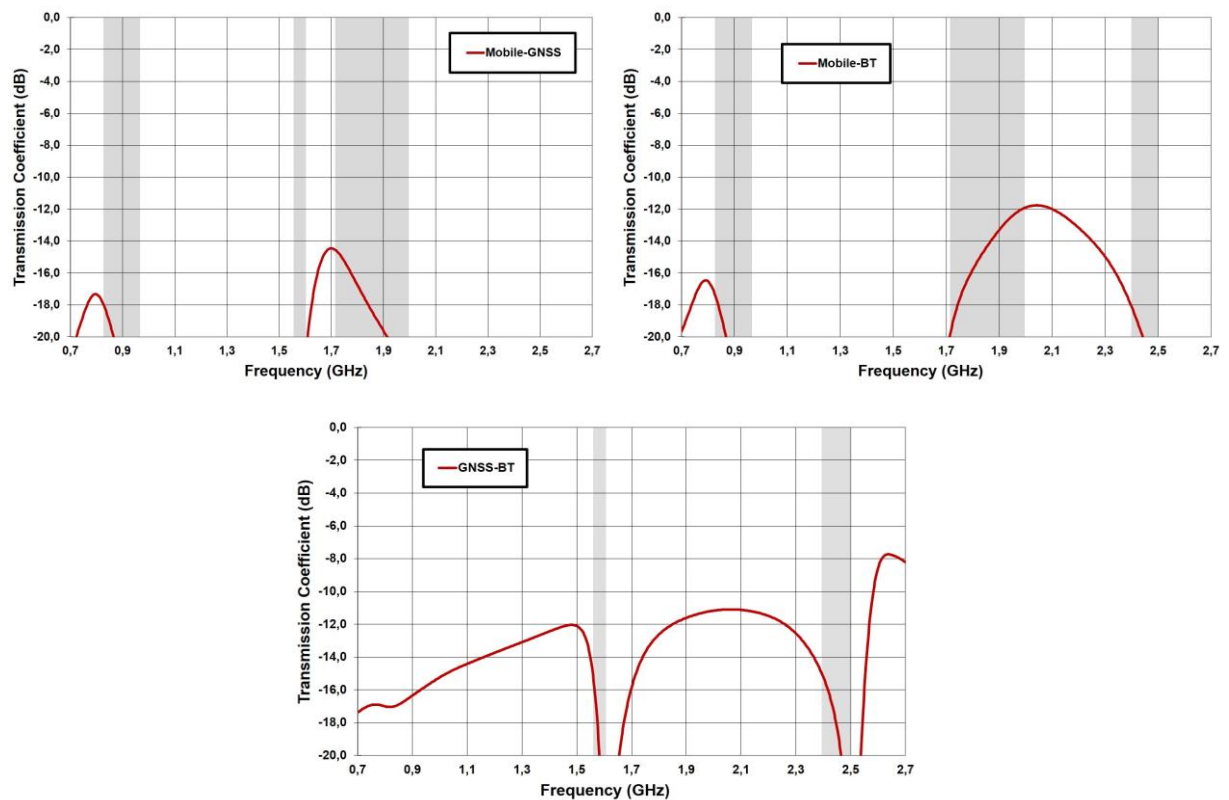 0,0
-2,0
-4,0
-6,0
-8,0
-10,0
-12,0
-14,0
-16,0
-18,0
-20,0
Transmission Coefficient (dB)
Mobile-GNSS
0,7 0,9 1,1 1,3 1,5 1,7 1,9 2,1 2,3 2,5 2,7
Frequency (GHz)
0,0
-2,0
-4,0
-6,0
-8,0
-10,0
-12,0
-14,0
-16,0
-18,0
-20,0
Transmission Coefficient (dB)
Mobile-BT
0,7 0,9 1,1 1,3 1,5 1,7 1,9 2,1 2,3 2,5 2,7
Frequency (GHz)
0,0
-2,0
-4,0
-6,0
-8,0
-10,0
-12,0
-14,0
-16,0
-18,0
-20,0
Transmission Coefficient (dB)
GNSS-BT
0,7 0,9 1,1 1,3 1,5 1,7 1,9 2,1 2,3 2,5 2,7
Frequency (GHz)